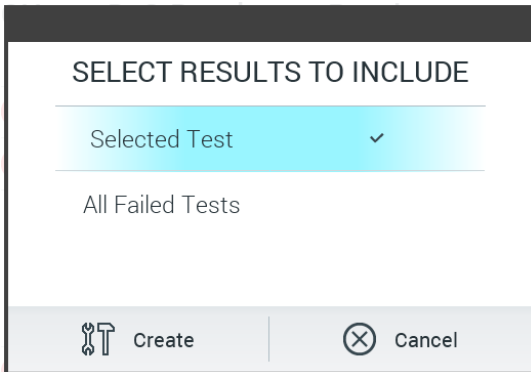 SELECT RESULTS TO INCLUDE
Selected Test
All Failed Tests
Create
Cancel